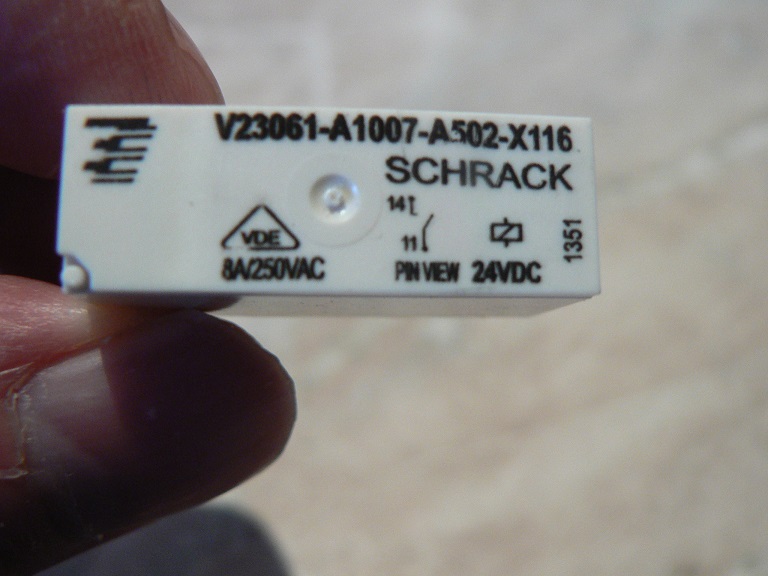 V23061-A1007-A502-X116
SCHRACK
14
11
VDE
8A/250VAC
PIN VIEW
24VDC
1351